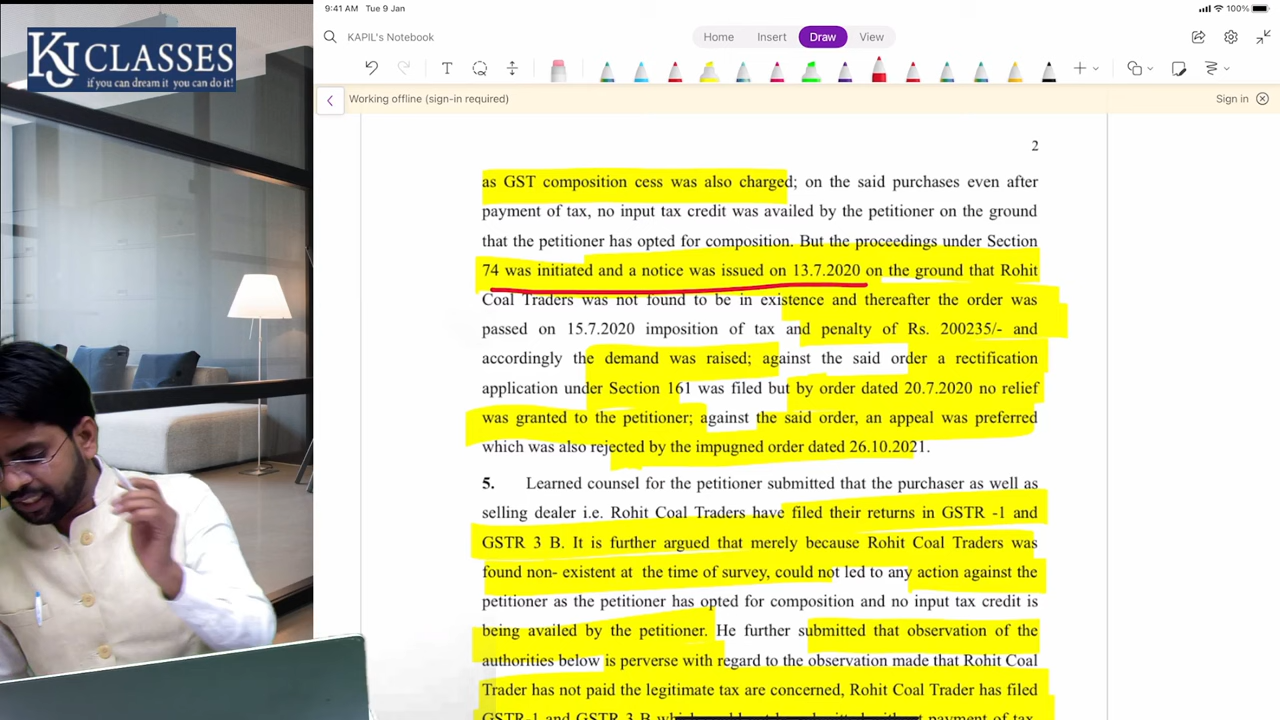 KJ CLASSES
if you can dream it you can do it!
9:41 AM Tue 9 Jan
100%
KAPIL's Notebook
Home Insert Draw View
Working offline (sign-in required)
Sign in
2
as GST composition cess was also charged; on the said purchases even after
payment of tax, no input tax credit was availed by the petitioner on the ground
that the petitioner has opted for composition. But the proceedings under Section
74 was initiated and a notice was issued on 13.7.2020 on the ground that Rohit
Coal Traders was not found to be in existence and thereafter the order was
passed on 15.7.2020 imposition of tax and penalty of Rs. 200235/- and
accordingly the demand was raised; against the said order a rectification
application under Section 161 was filed but by order dated 20.7.2020 no relief
was granted to the petitioner; against the said order, an appeal was preferred
which was also rejected by the impugned order dated 26.10.2021.
5. Learned counsel for the petitioner submitted that the purchaser as well as
selling dealer i.e. Rohit Coal Traders have filed their returns in GSTR -1 and
GSTR 3 B. It is further argued that merely because Rohit Coal Traders was
found non- existent at the time of survey, could not led to any action against the
petitioner as the petitioner has opted for composition and no input tax credit is
being availed by the petitioner. He further submitted that observation of the
authorities below is perverse with regard to the observation made that Rohit Coal
Trader has not paid the legitimate tax are concerned, Rohit Coal Trader has filed
GSTR-1 and GSTR 3 B which could not be submitted without payment of tax.